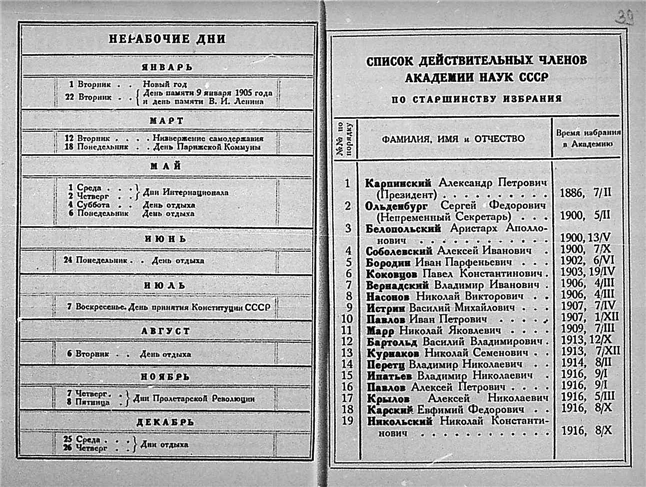 НЕРАБОЧИЕ ДНИ
ЯНВАРЬ
1 Вторник . . Новый год
22 Вторник . . { День памяти 9 января 1905 года
и день памяти В. И. Ленина
МАРТ
12 Вторник . . . . Низвержение самодержавия
18 Понедельник . . День Парижской Коммуны
МАЙ
1 Среда . . . } Дни Интернационала
2 Четверг . .
4 Суббота . . День отдыха
6 Понедельник День отдыха
ИЮНЬ
24 Понедельник . . День отдыха
ИЮЛЬ
7 Воскресенье. День принятия Конституции СССР
АВГУСТ
6 Вторник . . День отдыха
НОЯБРЬ
7 Четверг. . } Дни Пролетарской Революции
8 Пятница . .
ДЕКАБРЬ
25 Среда . . . } Дни отдыха
26 Четверг . .
39
СПИСОК ДЕЙСТВИТЕЛЬНЫХ ЧЛЕНОВ
АКАДЕМИИ НАУК СССР
ПО СТАРШИНСТВУ ИЗБРАНИЯ
№№ по порядку ФАМИЛИЯ, ИМЯ и ОТЧЕСТВО Время избрания в Академию
1 Карпинский Александр Петрович
(Президент) . . . . . . . . . . 1886, 7/II
2 Ольденбург Сергей Федорович
(Непременный Секретарь) . . . 1900, 5/II
3 Белопольский Аристарх Аполло-
нович . . . . . . . . . . 1900, 13/V
4 Соболевский Алексей Иванович . 1900, 7/X
5 Бородин Иван Парфеньевич . . . 1902, 6/VI
6 Коковцов Павел Константинович . 1903, 19/IV
7 Вернадский Владимир Иванович . 1906, 4/III
8 Насонов Николай Викторович . . 1906, 4/III
9 Истрин Василий Михайлович . . . 1907, 7/IV
10 Павлов Иван Петрович . . . . . 1907, 1/XII
11 Марр Николай Яковлевич . . . . 1909, 7/III
12 Бартольд Василий Владимирович . 1913, 12/X
13 Курнаков Николай Семенович . . 1913, 7/XII
14 Перетц Владимир Николаевич . . 1914, 8/II
15 Ипатьев Владимир Николаевич . 1916, 9/I
16 Павлов Алексей Петрович . . . . 1916, 9/I
17 Крылов Алексей Николаевич . 1916, 5/III
18 Карский Евфимий Федорович . . 1916, 8/X
19 Никольский Николай Константи-
нович . . . . . . . . . . 1916, 8/X